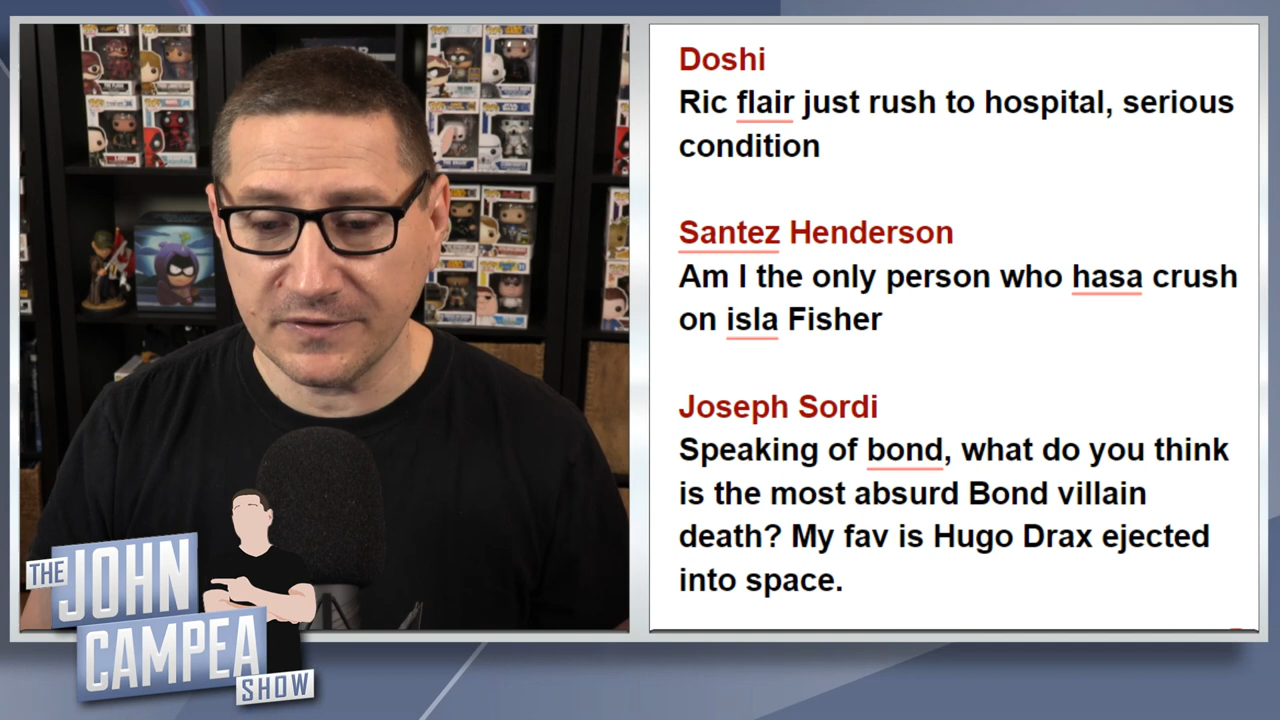 Doshi
Ric flair just rush to hospital, serious
condition
Santez Henderson
Am I the only person who hasa crush
on isla Fisher
Joseph Sordi
Speaking of bond, what do you think
is the most absurd Bond villain
death? My fav is Hugo Drax ejected
into space.
THE
JOHN
CAMPEA
SHOW